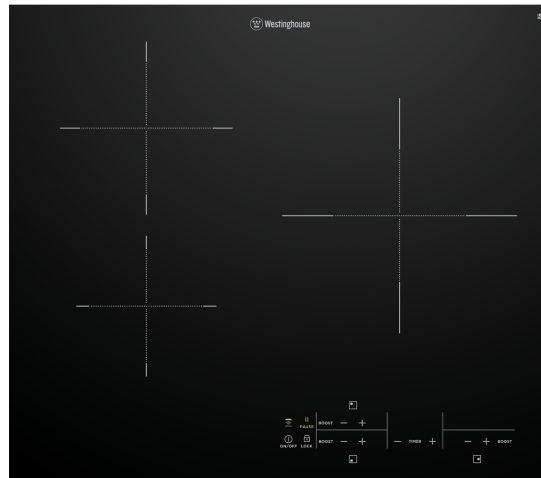 Westinghouse
PAUSE BOOST — +
ON/OFF LOCK BOOST — + — TIMER + — + BOOST